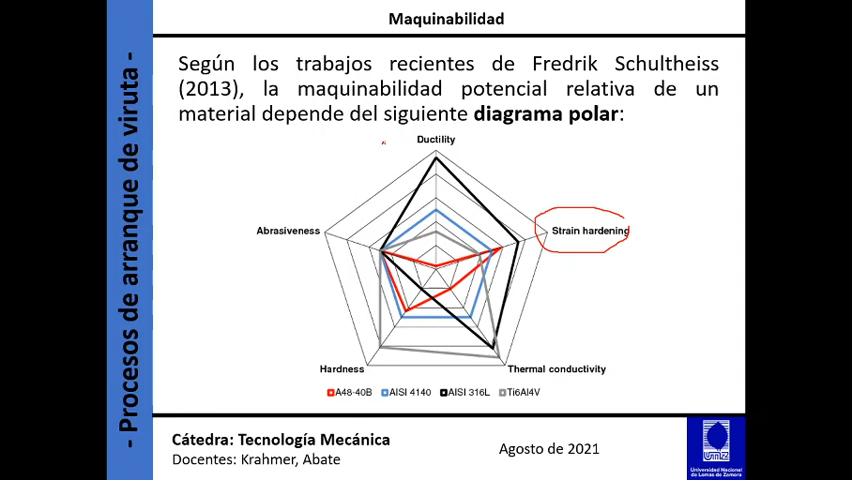 Maquinabilidad
- Procesos de arranque de viruta -
Según los trabajos recientes de Fredrik Schultheiss
(2013), la maquinabilidad potencial relativa de un
material depende del siguiente diagrama polar:
Ductility
Abrasiveness
Strain hardening
Hardness
Thermal conductivity
A48-40B AISI 4140 AISI 316L Ti6Al4V
Cátedra: Tecnología Mecánica
Docentes: Krahmer, Abate
Agosto de 2021
Universidad Nacional
de Lomas de Zamora